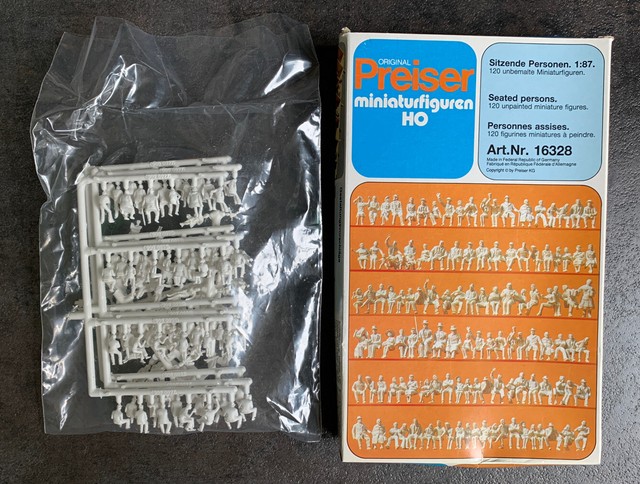 ORIGINAL
Preiser
miniaturfiguren
HO
Sitzende Personen. 1:87.
120 unbemalte Miniaturfiguren.
Seated persons.
120 unpainted miniature figures.
Personnes assises.
120 figurines miniatures à peindre.
Art.Nr. 16328
Made in Federal Republic of Germany
Fabriqué en République Fédérale d'Allemagne
Copyright © by Preiser KG